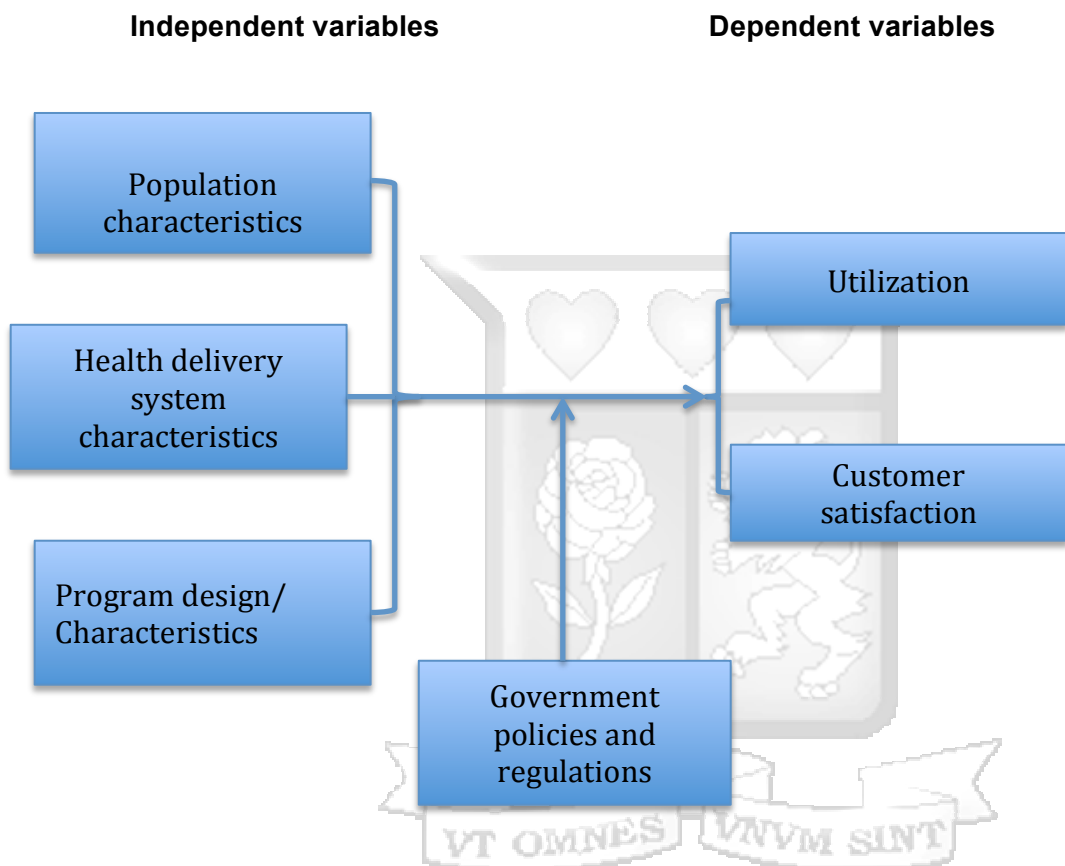 Independent variables
Dependent variables
Population
characteristics
Utilization
Health delivery
system
characteristics
Customer
satisfaction
Program design/
Characteristics
Government
policies and
regulations
VT OMNES VNVM SINT